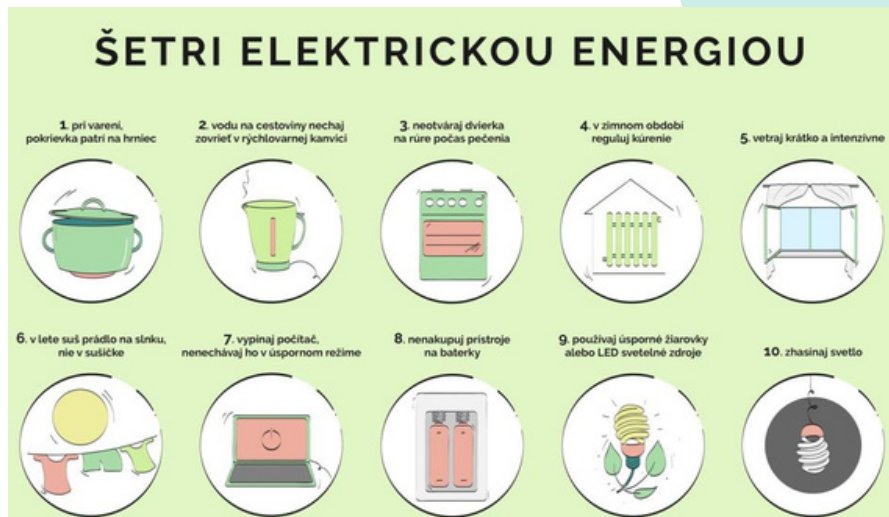 ŠETRI ELEKTRICKOU ENERGIOU
1. pri varení,
pokrievka patrí na hrniec
2. vodu na cestoviny nechaj
zovrieť v rýchlovarnej kanvici
3. neotváraj dvierka
na rúre počas pečenia
4. v zimnom období
reguluj kúrenie
5. vetraj krátko a intenzívne
6. v lete suš prádlo na slnku,
nie v sušičke
7. vypínaj počítač,
nenechávaj ho v úspornom režime
8. nenakupuj prístroje
na baterky
9. používaj úsporné žiarovky
alebo LED svetelné zdroje
10. zhasínaj svetlo